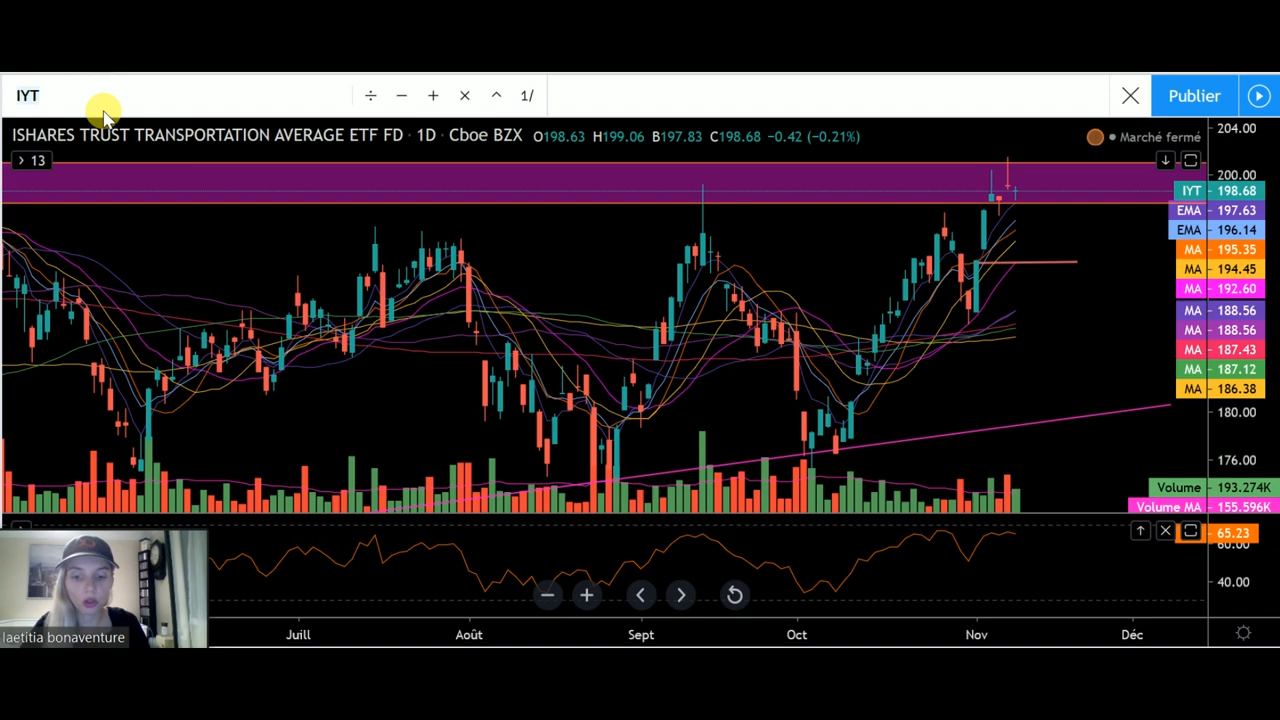 IYT ÷ − + × ^ 1/ Publier
ISHARES TRUST TRANSPORTATION AVERAGE ETF FD · 1D · Cboe BZX O198.63 H199.06 B197.83 C198.68 −0.42 (−0.21%)
Marché fermé
204.00
> 13
200.00
IYT 198.68
EMA 197.63
EMA 196.14
MA 195.35
MA 194.45
MA 192.60
MA 188.56
MA 188.56
MA 187.43
MA 187.12
MA 186.38
180.00
176.00
Volume 193.274K
Volume MA 155.596K
65.23
60.00
40.00
laetitia bonaventure
Juill Août Sept Oct Nov Déc